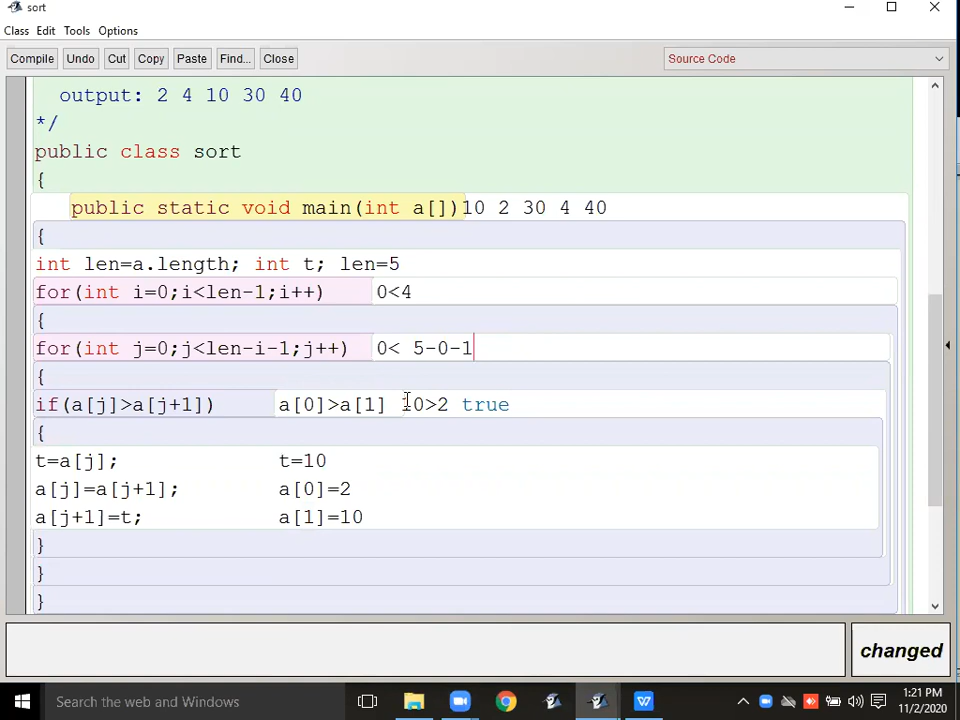 sort
Class Edit Tools Options
Compile Undo Cut Copy Paste Find... Close Source Code
output: 2 4 10 30 40
*/
public class sort
{
public static void main(int a[])10 2 30 4 40
{
int len=a.length; int t; len=5
for(int i=0;i<len-1;i++) 0<4
{
for(int j=0;j<len-i-1;j++) 0< 5-0-1
{
if(a[j]>a[j+1]) a[0]>a[1] 10>2 true
{
t=a[j]; t=10
a[j]=a[j+1]; a[0]=2
a[j+1]=t; a[1]=10
}
}
}
changed
Search the web and Windows
1:21 PM
11/2/2020